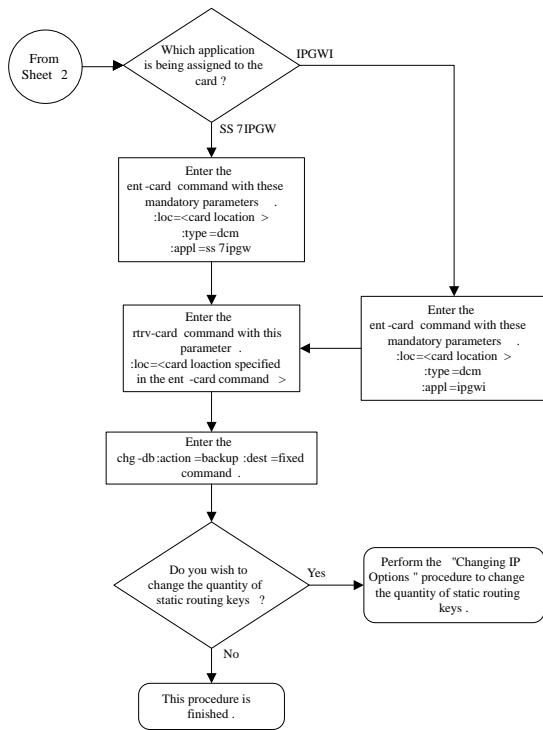 From
Sheet 2
Which application
is being assigned to the
card ?
IPGWI
SS 7IPGW
Enter the
ent -card command with these
mandatory parameters .
:loc=<card location >
:type =dcm
:appl=ss 7ipgw
Enter the
rtrv-card command with this
parameter .
:loc=<card loaction specified
in the ent -card command >
Enter the
ent -card command with these
mandatory parameters .
:loc=<card location >
:type =dcm
:appl=ipgwi
Enter the
chg -db:action =backup :dest =fixed
command .
Do you wish to
change the quantity of
static routing keys ?
Yes
Perform the "Changing IP
Options " procedure to change
the quantity of static routing
keys .
No
This procedure is
finished .